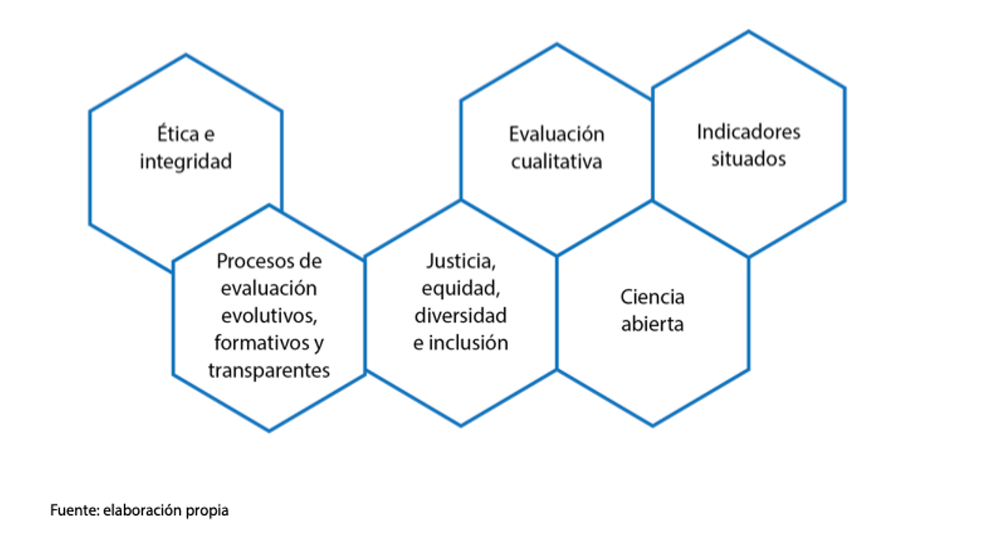 Ética e
integridad
Evaluación
cualitativa
Indicadores
situados
Procesos de
evaluación
evolutivos,
formativos y
transparentes
Justicia,
equidad,
diversidad
e inclusión
Ciencia
abierta
Fuente: elaboración propia